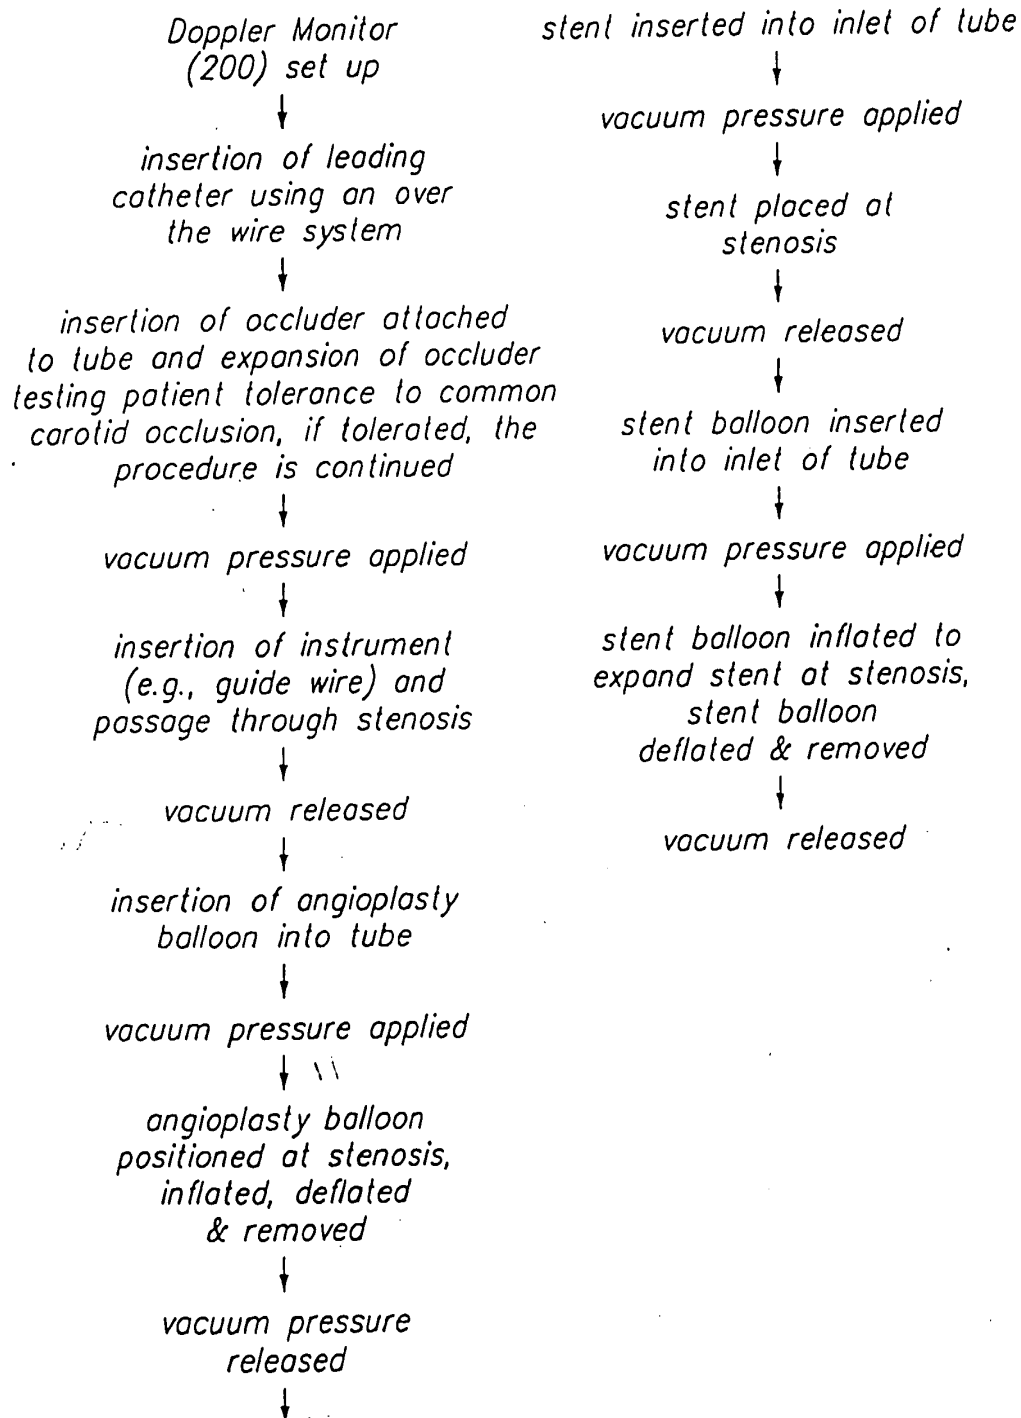 Doppler Monitor
(200) set up
insertion of leading
catheter using an over
the wire system
insertion of occluder attached
to tube and expansion of occluder
testing patient tolerance to common
carotid occlusion, if tolerated, the
procedure is continued
vacuum pressure applied
insertion of instrument
(e.g., guide wire) and
passage through stenosis
vacuum released
insertion of angioplasty
balloon into tube
vacuum pressure applied
angioplasty balloon
positioned at stenosis,
inflated, deflated
& removed
vacuum pressure
released
stent inserted into inlet of tube
vacuum pressure applied
stent placed at
stenosis
vacuum released
stent balloon inserted
into inlet of tube
vacuum pressure applied
stent balloon inflated to
expand stent at stenosis,
stent balloon
deflated & removed
vacuum released